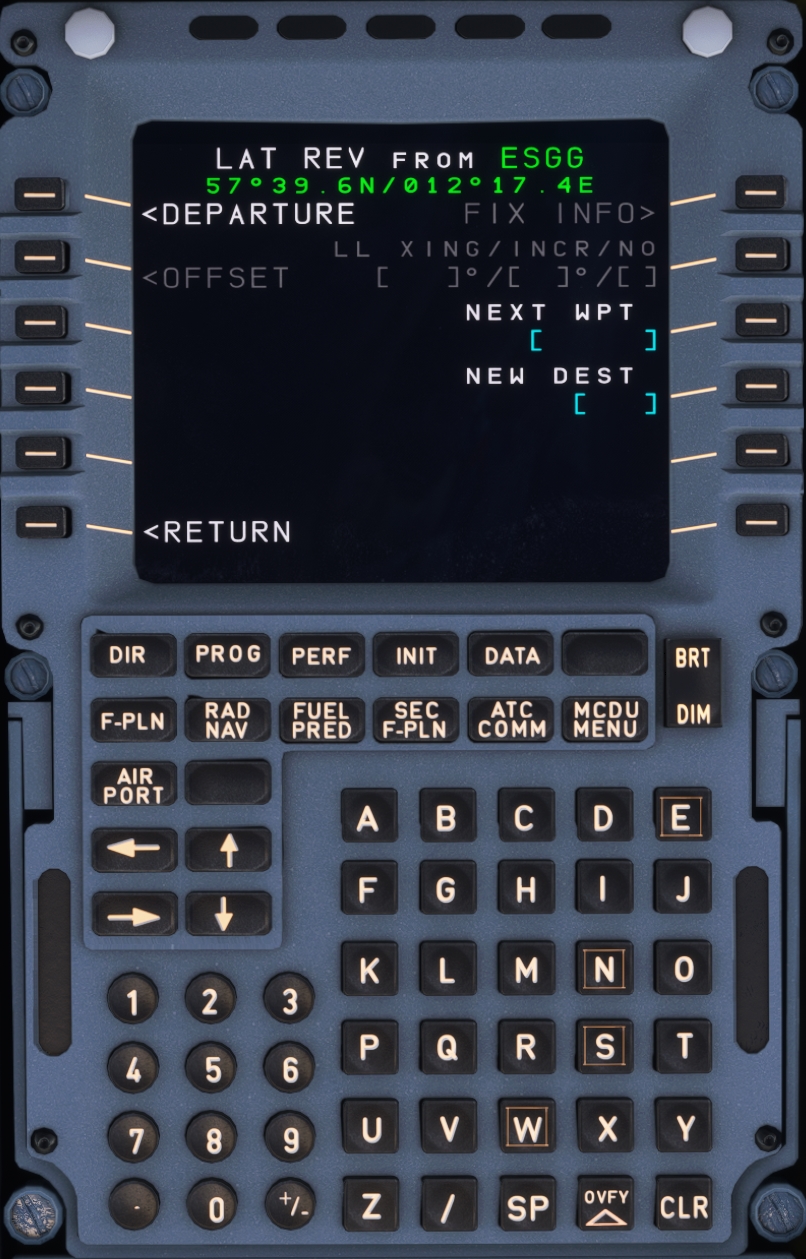 LAT REV FROM ESGG
57°39.6N/012°17.4E
<DEPARTURE FIX INFO>
LL XING/INCR/NO
<OFFSET [ ]°/[ ]°/[ ]
NEXT WPT
[ ]
NEW DEST
[ ]
<RETURN
DIR PROG PERF INIT DATA BRT
DIM
F-PLN RAD NAV FUEL PRED SEC F-PLN ATC COMM MCDU MENU
AIR PORT
← ↑
→ ↓
A B C D E
F G H I J
K L M N O
1 2 3
P Q R S T
4 5 6
U V W X Y
7 8 9
Z / SP OVFY CLR
. 0 +/-